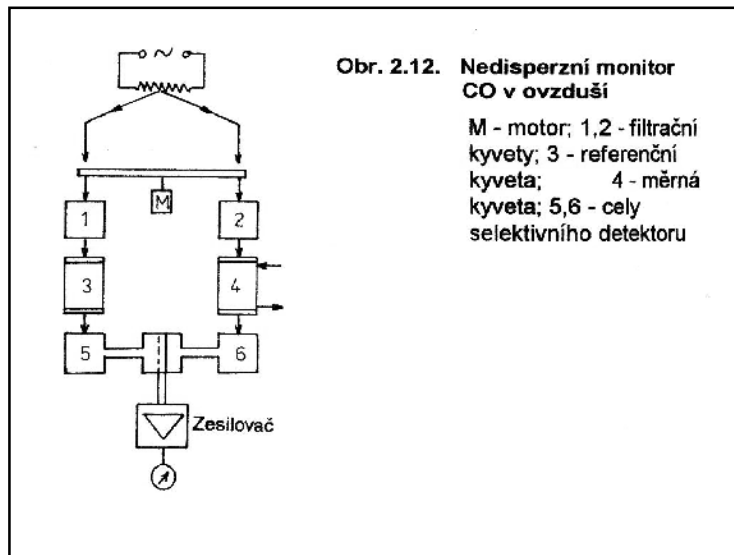 Obr. 2.12. Nedisperzní monitor
CO v ovzduší
M - motor; 1,2 - filtrační
kyvety; 3 - referenční
kyveta; 4 - měrná
kyveta; 5,6 - cely
selektivního detektoru
M
1
2
3
4
5
6
Zesilovač